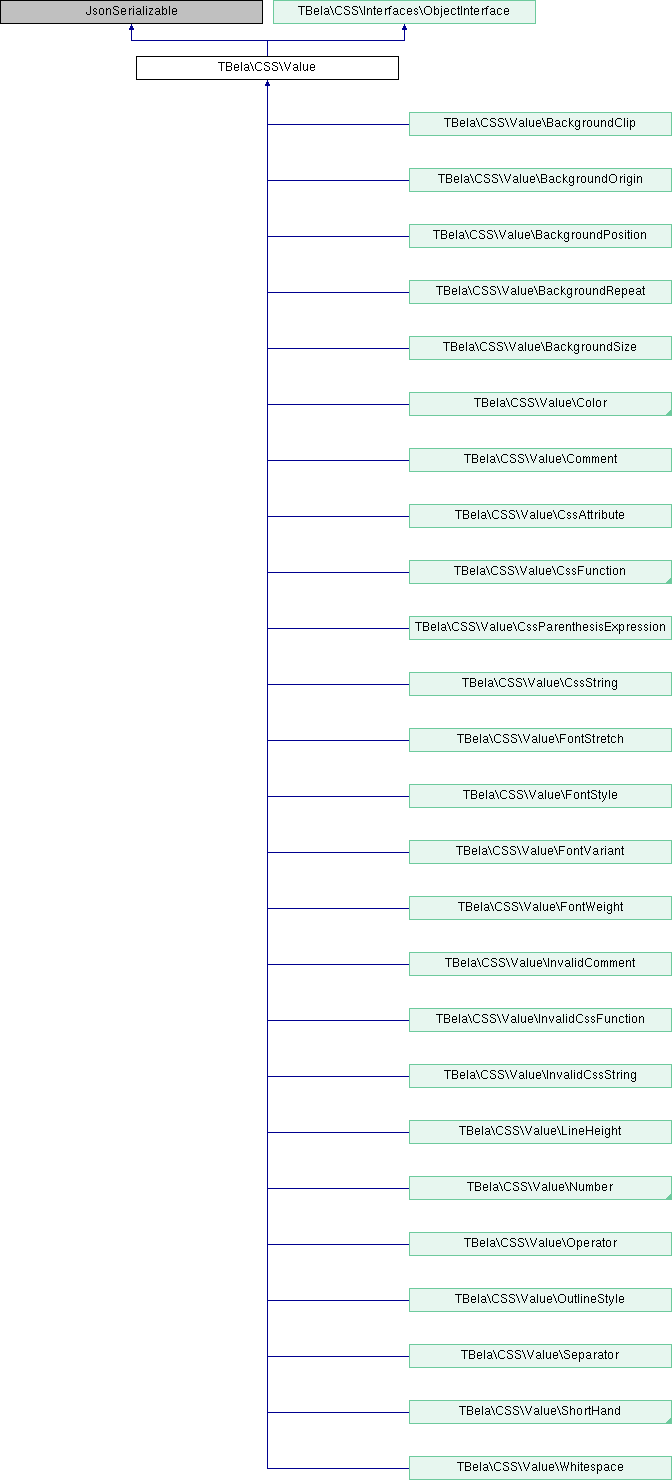 JsonSerializable
TBela\CSS\Interfaces\ObjectInterface
TBela\CSS\Value
TBela\CSS\Value\BackgroundClip
TBela\CSS\Value\BackgroundOrigin
TBela\CSS\Value\BackgroundPosition
TBela\CSS\Value\BackgroundRepeat
TBela\CSS\Value\BackgroundSize
TBela\CSS\Value\Color
TBela\CSS\Value\Comment
TBela\CSS\Value\CssAttribute
TBela\CSS\Value\CssFunction
TBela\CSS\Value\CssParenthesisExpression
TBela\CSS\Value\CssString
TBela\CSS\Value\FontStretch
TBela\CSS\Value\FontStyle
TBela\CSS\Value\FontVariant
TBela\CSS\Value\FontWeight
TBela\CSS\Value\InvalidComment
TBela\CSS\Value\InvalidCssFunction
TBela\CSS\Value\InvalidCssString
TBela\CSS\Value\LineHeight
TBela\CSS\Value\Number
TBela\CSS\Value\Operator
TBela\CSS\Value\OutlineStyle
TBela\CSS\Value\Separator
TBela\CSS\Value\ShortHand
TBela\CSS\Value\Whitespace